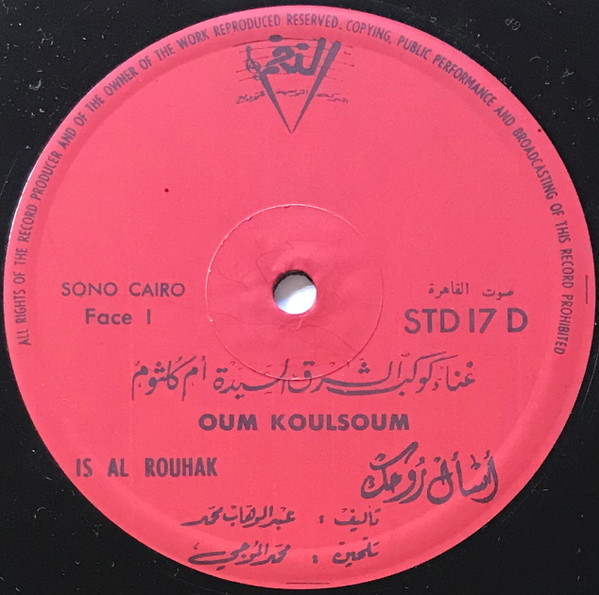 ALL RIGHTS OF THE RECORD PRODUCER AND OF THE OWNER OF THE WORK REPRODUCED RESERVED. COPYING, PUBLIC PERFORMANCE AND BROADCASTING OF THIS RECORD PROHIBITED
النغم
SONO CAIRO
Face 1
صوت القاهرة
STD 17 D
غناء كوكب الشرق السيدة أم كلثوم
OUM KOULSOUM
IS AL ROUHAK
أسأل رُوحك
تأليف : عبد الوهاب محمد
تلحين : محمد الموجي